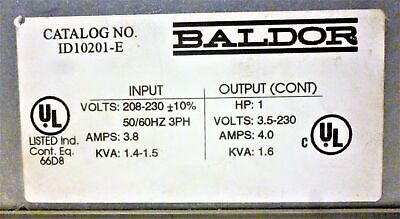 CATALOG NO.
ID10201-E
BALDOR
INPUT
VOLTS: 208-230 ±10%
50/60HZ 3PH
AMPS: 3.8
KVA: 1.4-1.5
OUTPUT (CONT)
HP: 1
VOLTS: 3.5-230
AMPS: 4.0
KVA: 1.6
UL
LISTED Ind.
Cont. Eq.
66D8
c UL